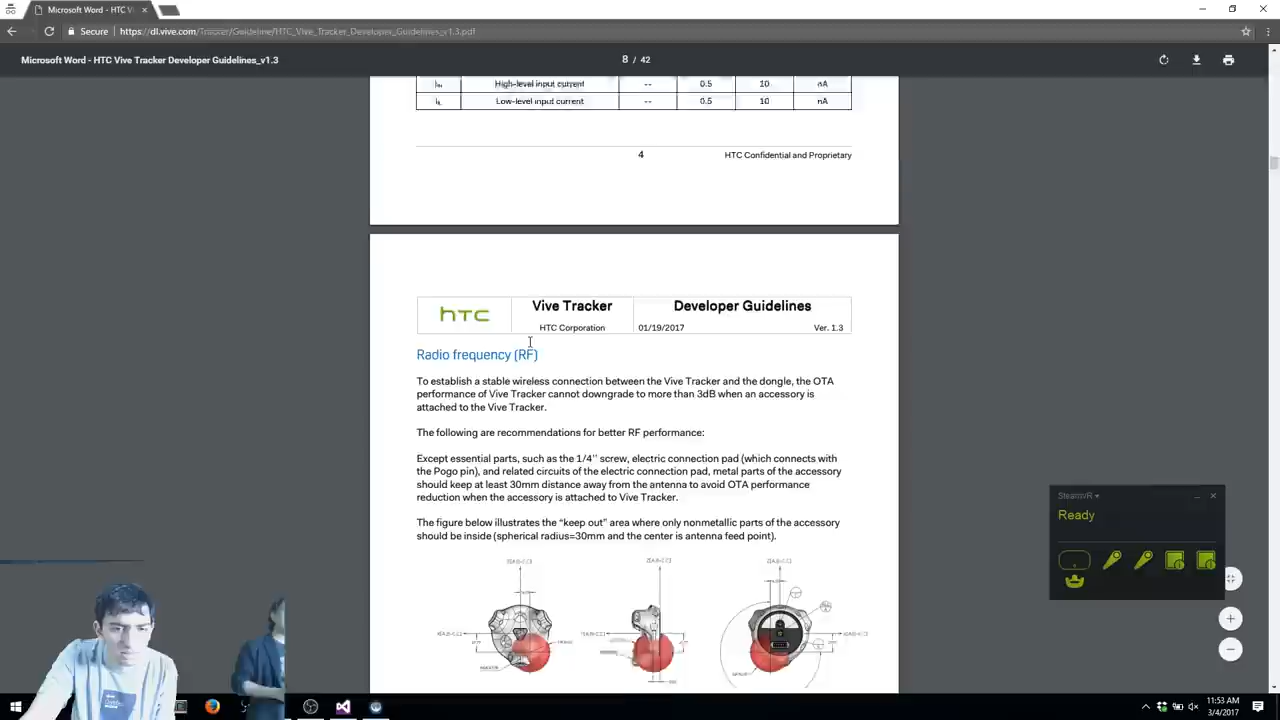 Microsoft Word - HTC V
Secure
https://dl.vive.com/Tracker/Guideline/HTC_Vive_Tracker_Developer_Guidelines_v1.3.pdf
Microsoft Word - HTC Vive Tracker Developer Guidelines_v1.3
8 / 42
High-level input current -- 0.5 10 nA
Low-level input current -- 0.5 10 nA
4
HTC Confidential and Proprietary
hTC
Vive Tracker
Developer Guidelines
HTC Corporation
01/19/2017
Ver. 1.3
Radio frequency (RF)
To establish a stable wireless connection between the Vive Tracker and the dongle, the OTA
performance of Vive Tracker cannot downgrade to more than 3dB when an accessory is
attached to the Vive Tracker.
The following are recommendations for better RF performance:
Except essential parts, such as the 1/4'' screw, electric connection pad (which connects with
the Pogo pin), and related circuits of the electric connection pad, metal parts of the accessory
should keep at least 30mm distance away from the antenna to avoid OTA performance
reduction when the accessory is attached to Vive Tracker.
The figure below illustrates the “keep out” area where only nonmetallic parts of the accessory
should be inside (spherical radius=30mm and the center is antenna feed point).
SteamVR
Ready
11:53 AM
3/4/2017